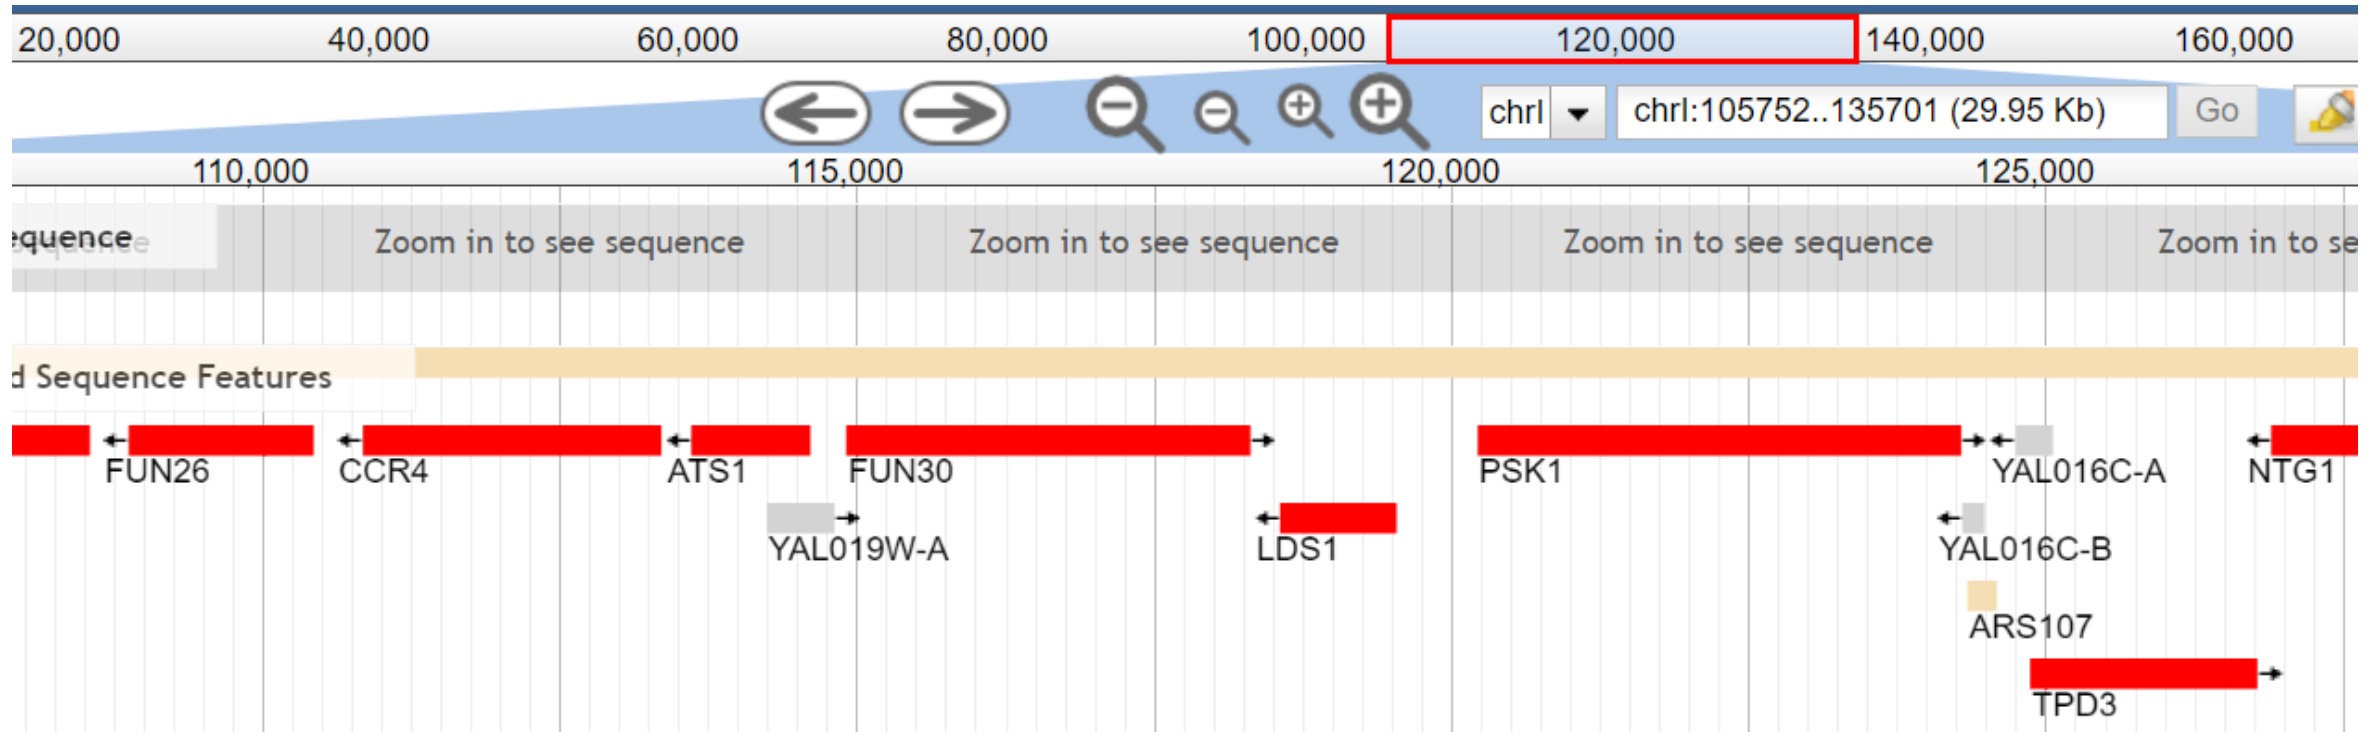 20,000 40,000 60,000 80,000 100,000 120,000 140,000 160,000
chrI chrI:105752..135701 (29.95 Kb) Go
110,000 115,000 120,000 125,000
equence Zoom in to see sequence Zoom in to see sequence Zoom in to see sequence Zoom in to se
d Sequence Features
FUN26 CCR4 ATS1 FUN30 PSK1 YAL016C-A NTG1
YAL019W-A LDS1 YAL016C-B
ARS107
TPD3